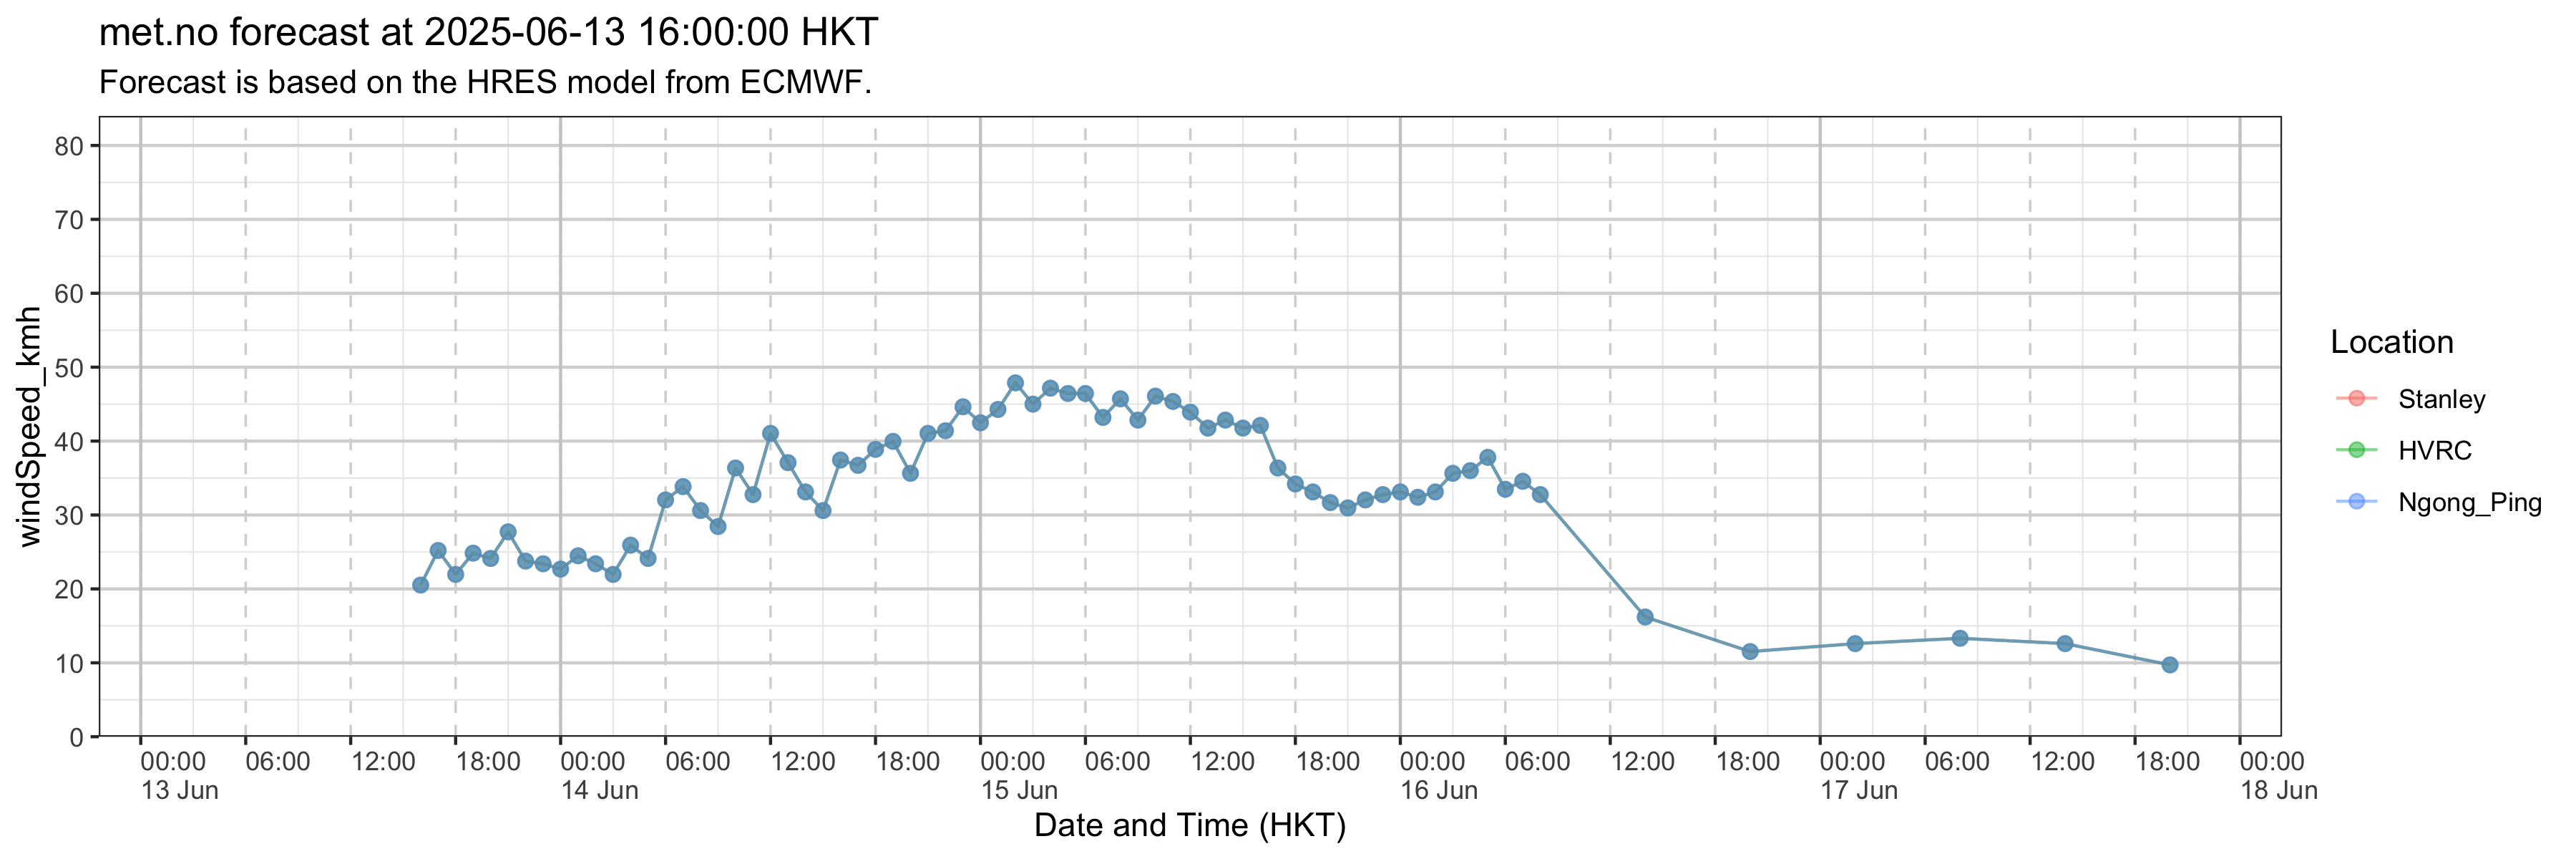 met.no forecast at 2025-06-13 16:00:00 HKT
Forecast is based on the HRES model from ECMWF.
windSpeed_kmh
80
70
60
50
40
30
20
10
0
00:00 06:00 12:00 18:00 00:00 06:00 12:00 18:00 00:00 06:00 12:00 18:00 00:00 06:00 12:00 18:00 00:00 06:00 12:00 18:00 00:00
13 Jun 14 Jun 15 Jun 16 Jun 17 Jun 18 Jun
Date and Time (HKT)
Location
Stanley
HVRC
Ngong_Ping